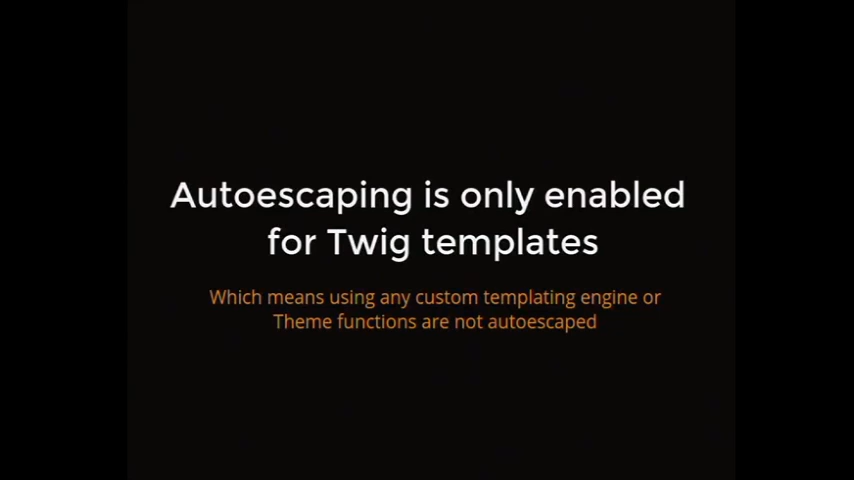 Autoescaping is only enabled
for Twig templates
Which means using any custom templating engine or
Theme functions are not autoescaped